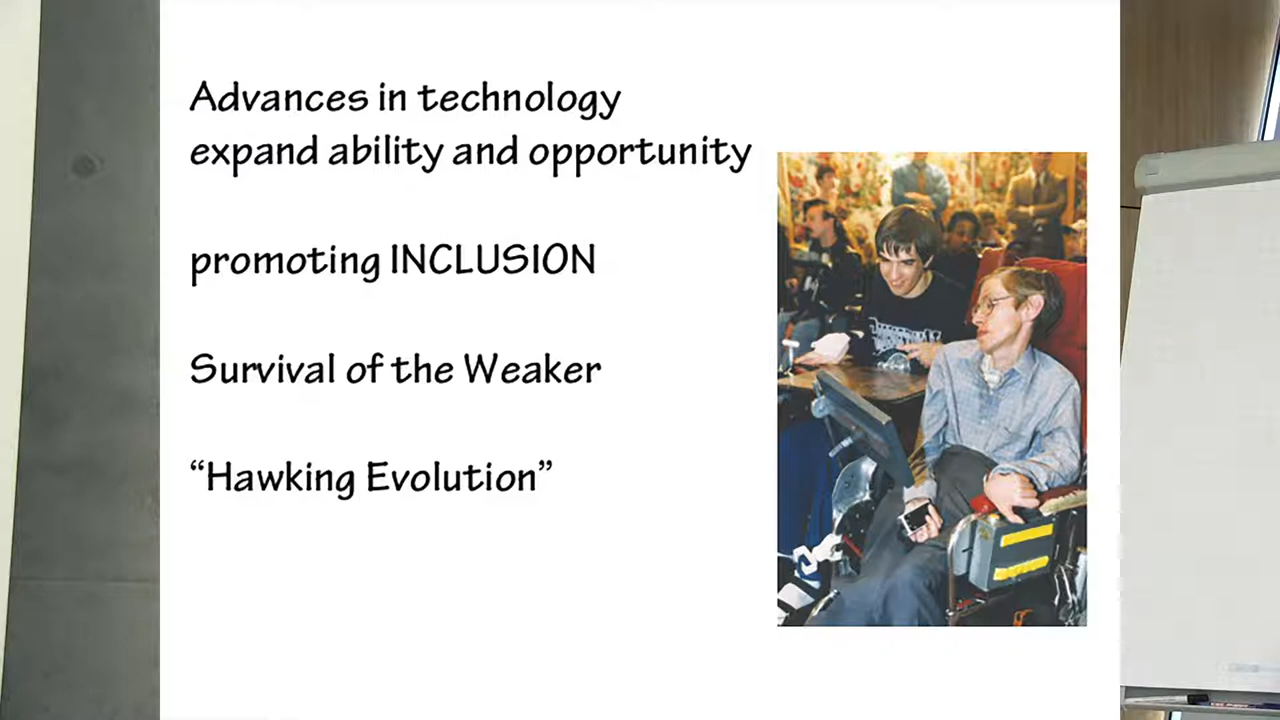 Advances in technology
expand ability and opportunity
promoting INCLUSION
Survival of the Weaker
“Hawking Evolution”